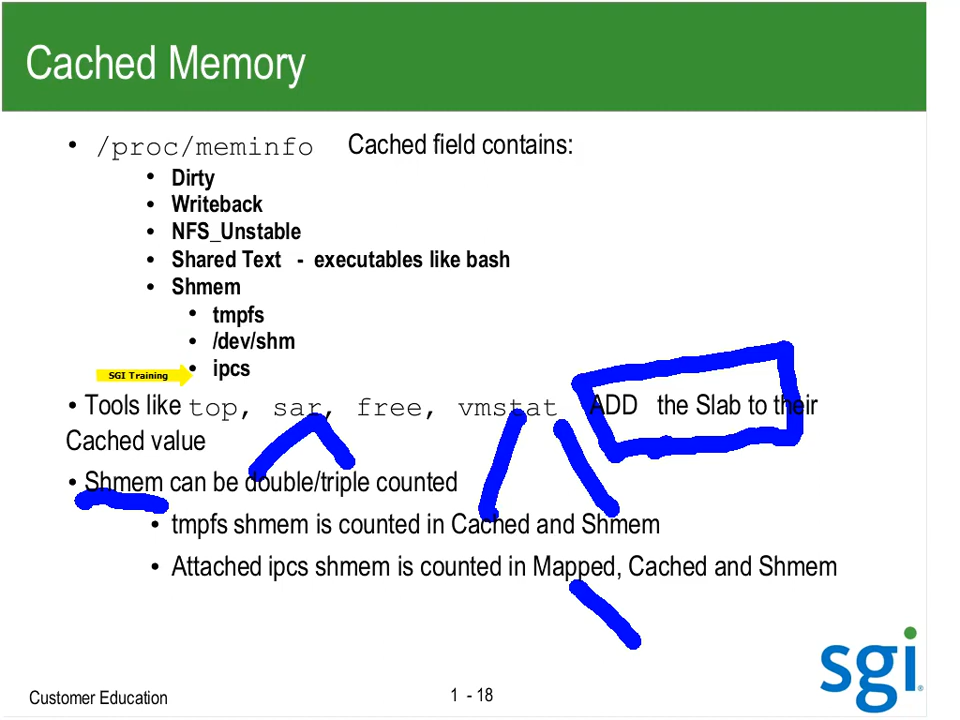 Cached Memory
• /proc/meminfo Cached field contains:
• Dirty
• Writeback
• NFS_Unstable
• Shared Text - executables like bash
• Shmem
• tmpfs
• /dev/shm
• ipcs
SGI Training
• Tools like top, sar, free, vmstat ADD the Slab to their
Cached value
• Shmem can be double/triple counted
• tmpfs shmem is counted in Cached and Shmem
• Attached ipcs shmem is counted in Mapped, Cached and Shmem
sgi®
Customer Education
1 - 18